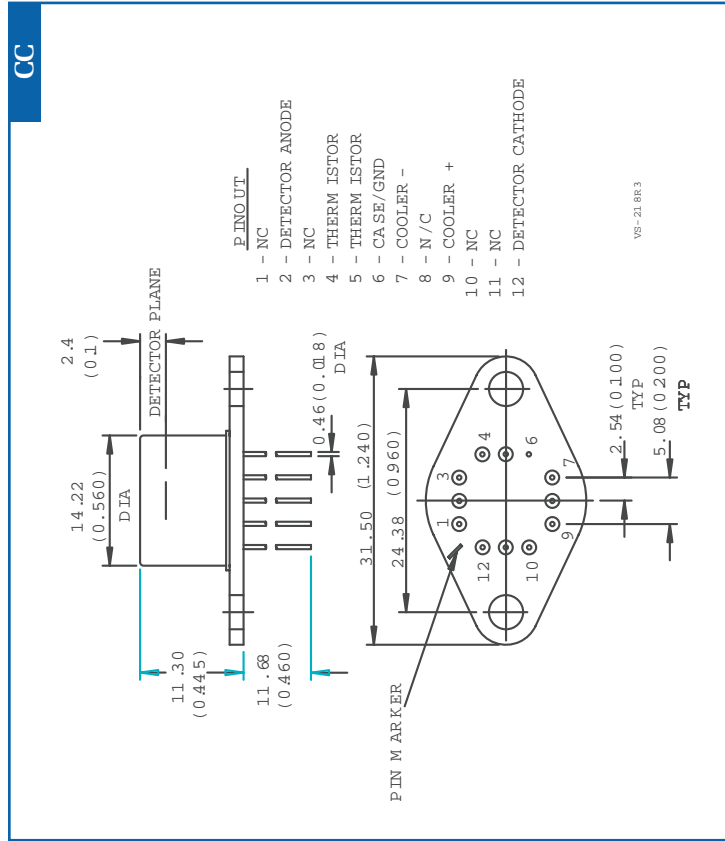 CC
PINOUT
1 - NC
2 - DETECTOR ANODE
3 - NC
4 - THERMISTOR
5 - THERMISTOR
6 - CASE/GND
7 - COOLER -
8 - N/C
9 - COOLER +
10 - NC
11 - NC
12 - DETECTOR CATHODE
2.4
(0.1)
DETECTOR PLANE
14.22
(0.560)
DIA
0.46(0.018)
DIA
11.30
(0.445)
11.68
(0.460)
31.50 (1.240)
24.38 (0.960)
PIN MARKER
1
3
4
6
7
9
10
12
2.54(0.100)
TYP
5.08(0.200)
TYP
VS-218R3